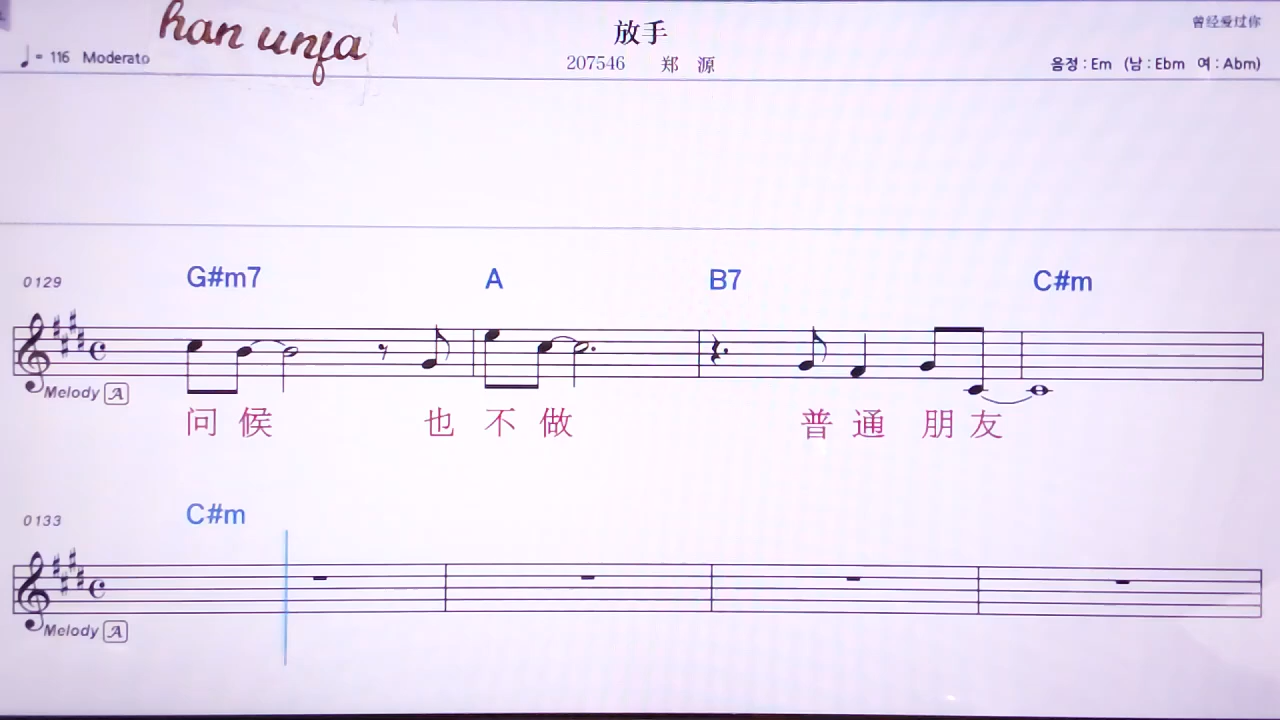 han unja
放手
曾经爱过你
♩= 116 Moderato
207546 郑 源
음정 : Em (남 : Ebm 여 : Abm)
0129 G#m7 A B7 C#m
Melody A
问 候 也 不 做 普 通 朋 友
0133 C#m
Melody A